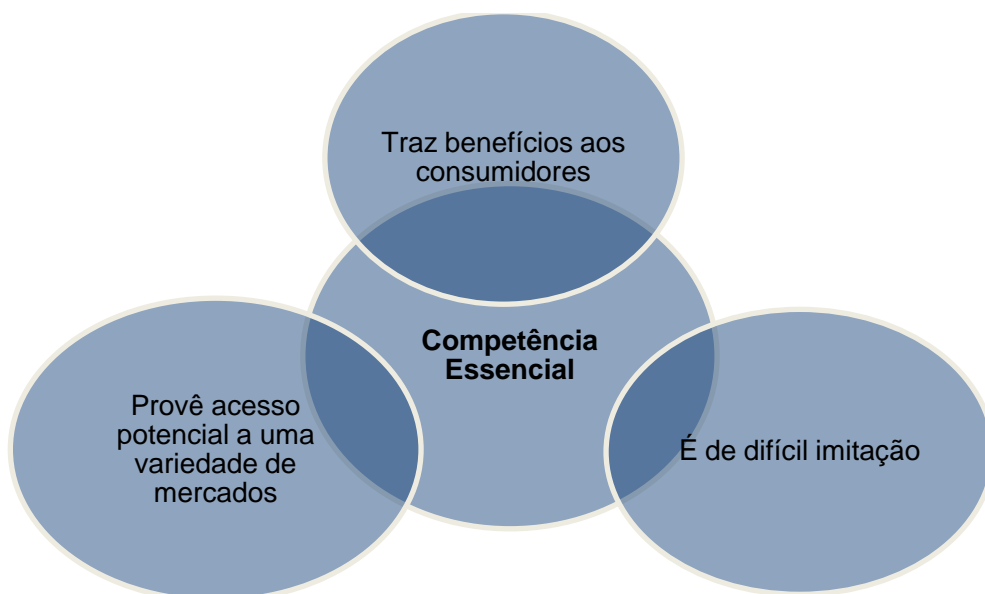 Traz benefícios aos
consumidores
Competência
Essencial
Provê acesso
potencial a uma
variedade de
mercados
É de difícil imitação